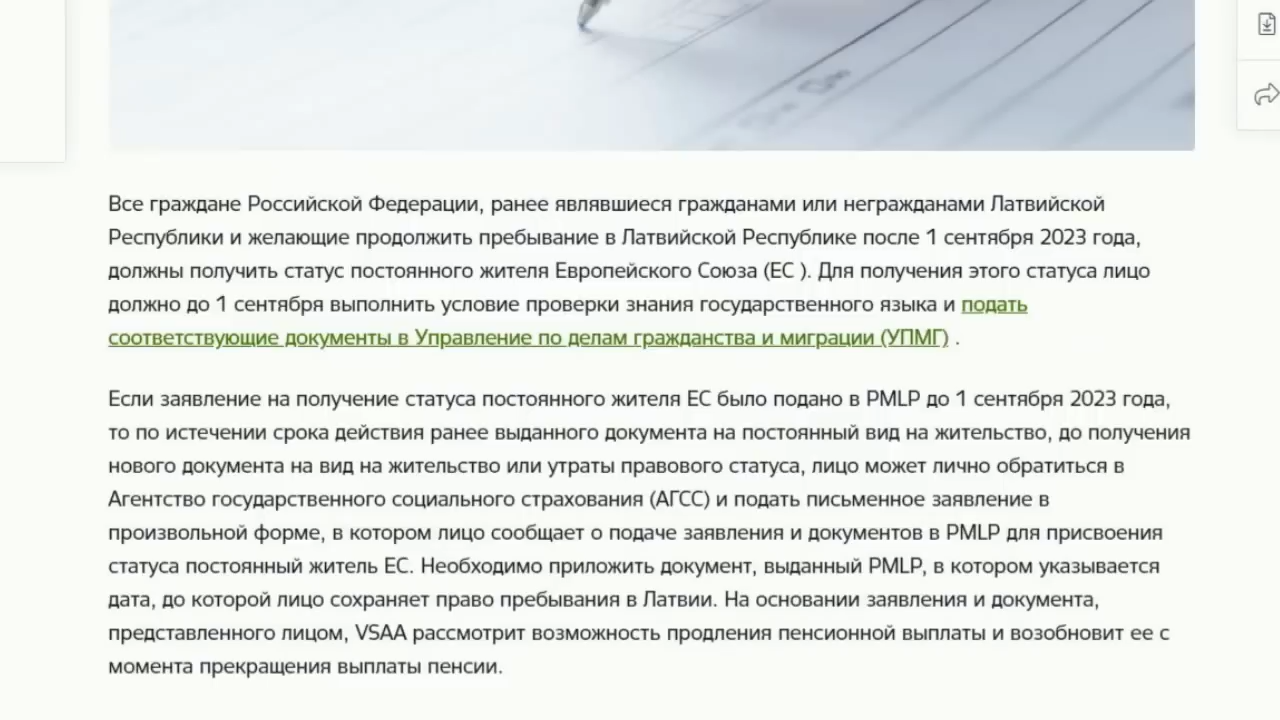 Все граждане Российской Федерации, ранее являвшиеся гражданами или негражданами Латвийской
Республики и желающие продолжить пребывание в Латвийской Республике после 1 сентября 2023 года,
должны получить статус постоянного жителя Европейского Союза (ЕС ). Для получения этого статуса лицо
должно до 1 сентября выполнить условие проверки знания государственного языка и подать
соответствующие документы в Управление по делам гражданства и миграции (УПМГ) .
Если заявление на получение статуса постоянного жителя ЕС было подано в PMLP до 1 сентября 2023 года,
то по истечении срока действия ранее выданного документа на постоянный вид на жительство, до получения
нового документа на вид на жительство или утраты правового статуса, лицо может лично обратиться в
Агентство государственного социального страхования (АГСС) и подать письменное заявление в
произвольной форме, в котором лицо сообщает о подаче заявления и документов в PMLP для присвоения
статуса постоянный житель ЕС. Необходимо приложить документ, выданный PMLP, в котором указывается
дата, до которой лицо сохраняет право пребывания в Латвии. На основании заявления и документа,
представленного лицом, VSAA рассмотрит возможность продления пенсионной выплаты и возобновит ее с
момента прекращения выплаты пенсии.